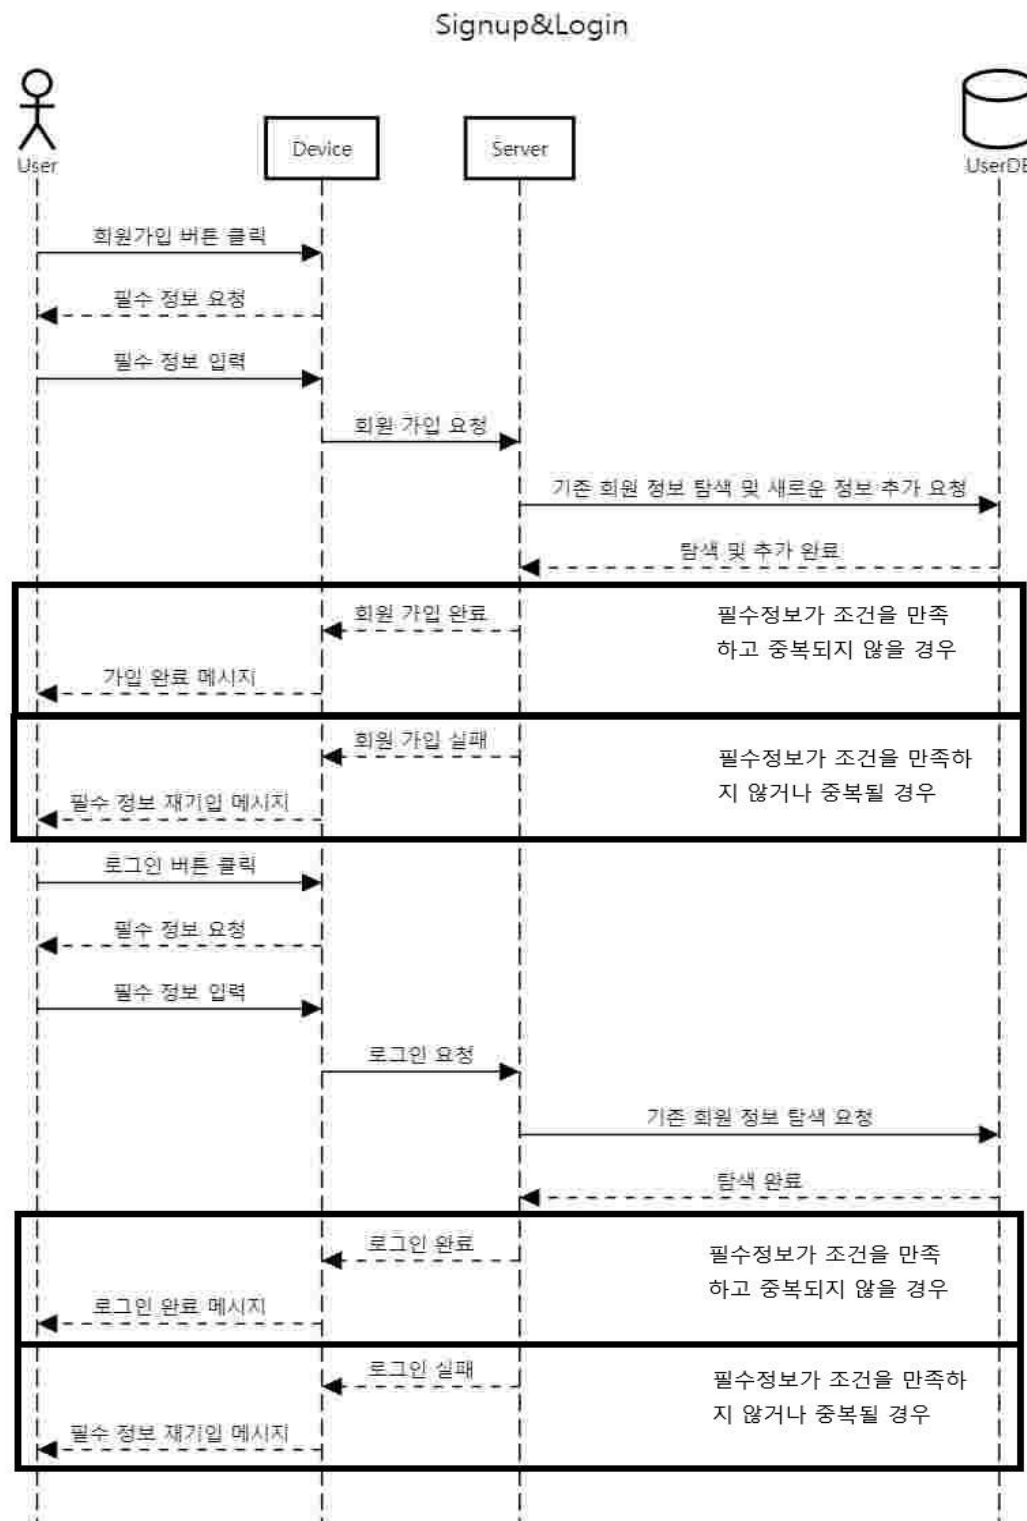 Signup&Login
User
Device
Server
UserDB
회원가입 버튼 클릭
필수 정보 요청
필수 정보 입력
회원 가입 요청
기존 회원 정보 탐색 및 새로운 정보 추가 요청
탐색 및 추가 완료
회원 가입 완료
필수정보가 조건을 만족
하고 중복되지 않을 경우
가입 완료 메시지
회원 가입 실패
필수정보가 조건을 만족하
지 않거나 중복될 경우
필수 정보 재기입 메시지
로그인 버튼 클릭
필수 정보 요청
필수 정보 입력
로그인 요청
기존 회원 정보 탐색 요청
탐색 완료
로그인 완료
필수정보가 조건을 만족
하고 중복되지 않을 경우
로그인 완료 메시지
로그인 실패
필수정보가 조건을 만족하
지 않거나 중복될 경우
필수 정보 재기입 메시지